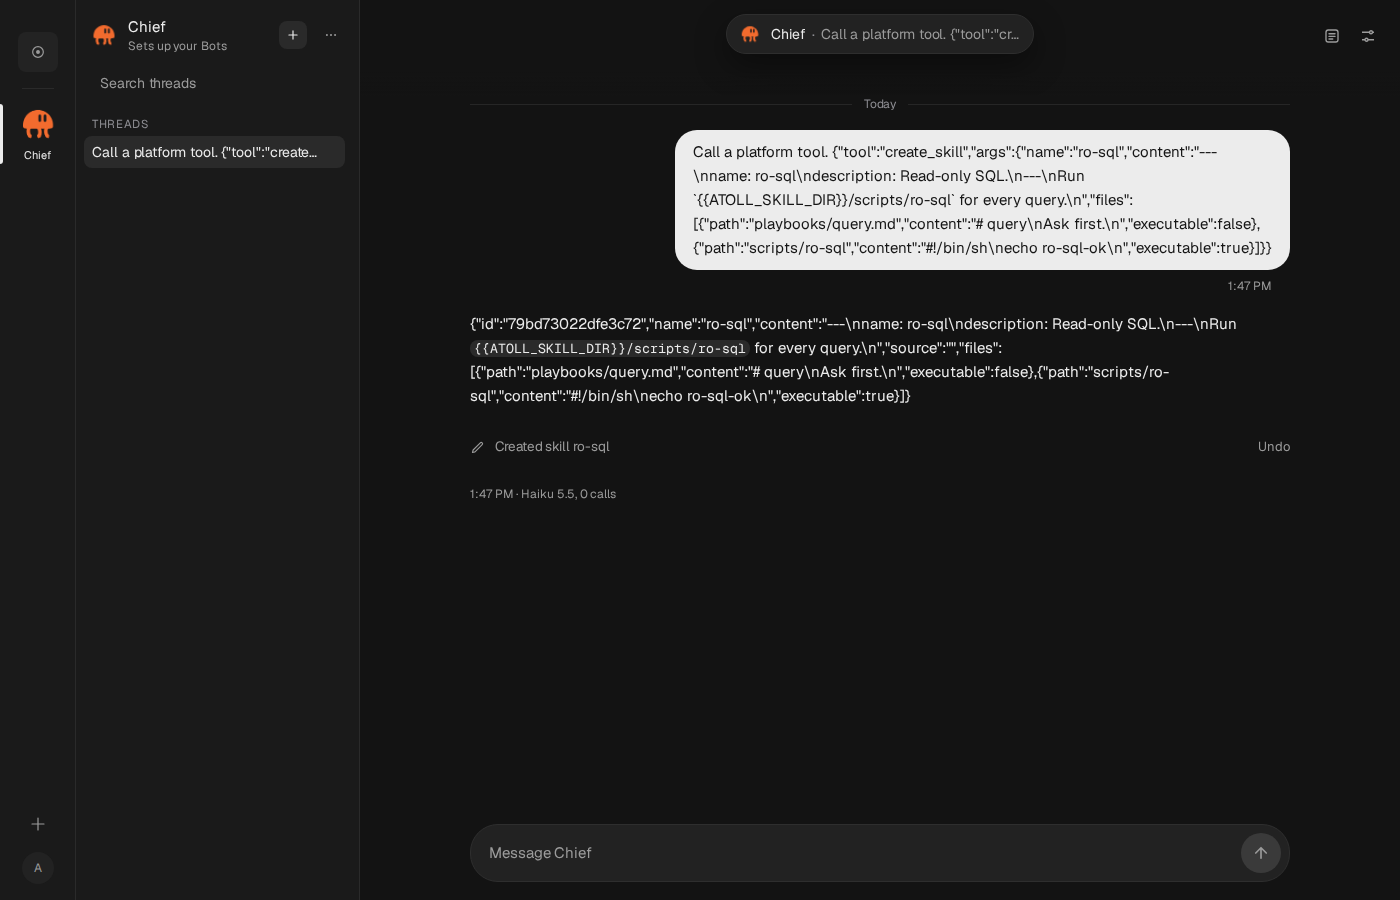 Chief
Sets up your Bots
Search threads
THREADS
Call a platform tool. {"tool":"create...
Chief
A
Chief · Call a platform tool. {"tool":"cr...
Today
Call a platform tool. {"tool":"create_skill","args":{"name":"ro-sql","content":"---
\nname: ro-sql\ndescription: Read-only SQL.\n---\nRun
`{{ATOLL_SKILL_DIR}}/scripts/ro-sql` for every query.\n","files":
[{"path":"playbooks/query.md","content":"# query\nAsk first.\n","executable":false},
{"path":"scripts/ro-sql","content":"#!/bin/sh\necho ro-sql-ok\n","executable":true}]}}
1:47 PM
{"id":"79bd73022dfe3c72","name":"ro-sql","content":"---\nname: ro-sql\ndescription: Read-only SQL.\n---\nRun
{{ATOLL_SKILL_DIR}}/scripts/ro-sql for every query.\n","source":"","files":
[{"path":"playbooks/query.md","content":"# query\nAsk first.\n","executable":false},{"path":"scripts/ro-
sql","content":"#!/bin/sh\necho ro-sql-ok\n","executable":true}]}
Created skill ro-sql
Undo
1:47 PM · Haiku 5.5, 0 calls
Message Chief